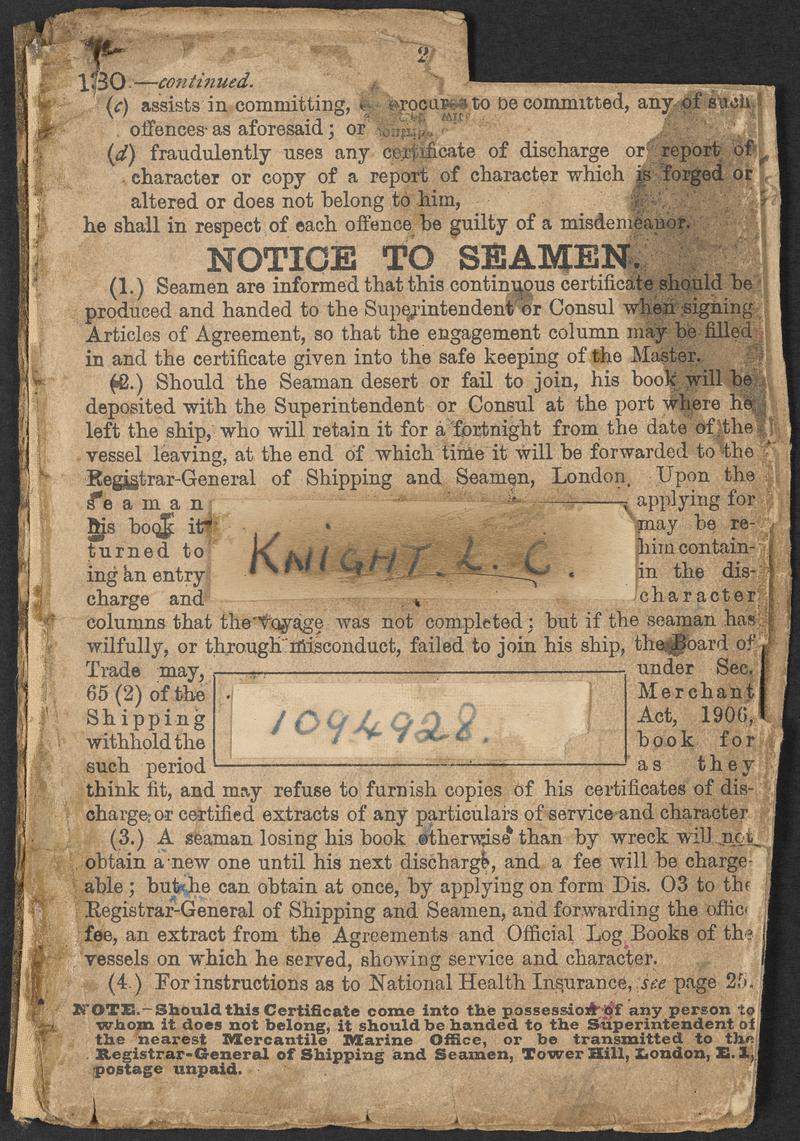 2
130.—continued.
(c) assists in committing, or procures to be committed, any of such
offences as aforesaid; or
(d) fraudulently uses any certificate of discharge or report of
character or copy of a report of character which is forged or
altered or does not belong to him,
he shall in respect of each offence be guilty of a misdemeanor.
NOTICE TO SEAMEN.
(1.) Seamen are informed that this continuous certificate should be
produced and handed to the Superintendent or Consul when signing
Articles of Agreement, so that the engagement column may be filled
in and the certificate given into the safe keeping of the Master.
(2.) Should the Seaman desert or fail to join, his book will be
deposited with the Superintendent or Consul at the port where he
left the ship, who will retain it for a fortnight from the date of the
vessel leaving, at the end of which time it will be forwarded to the
Registrar-General of Shipping and Seamen, London. Upon the
seaman applying for
his book it may be re-
turned to him contain-
ing an entry in the dis-
charge and character
KNIGHT. L. C.
columns that the voyage was not completed; but if the seaman has
wilfully, or through misconduct, failed to join his ship, the Board of
Trade may, under Sec.
65 (2) of the Merchant
Shipping Act, 1906,
withhold the book for
such period as they
1094928.
think fit, and may refuse to furnish copies of his certificates of dis-
charge, or certified extracts of any particulars of service and character
(3.) A seaman losing his book otherwise than by wreck will not
obtain a new one until his next discharge, and a fee will be charge-
able; but he can obtain at once, by applying on form Dis. O3 to the
Registrar-General of Shipping and Seamen, and forwarding the offic
fee, an extract from the Agreements and Official Log Books of the
vessels on which he served, showing service and character.
(4.) For instructions as to National Health Insurance, see page 25.
NOTE.—Should this Certificate come into the possession of any person to
whom it does not belong, it should be handed to the Superintendent of
the nearest Mercantile Marine Office, or be transmitted to the
Registrar-General of Shipping and Seamen, Tower Hill, London, E.1,
postage unpaid.